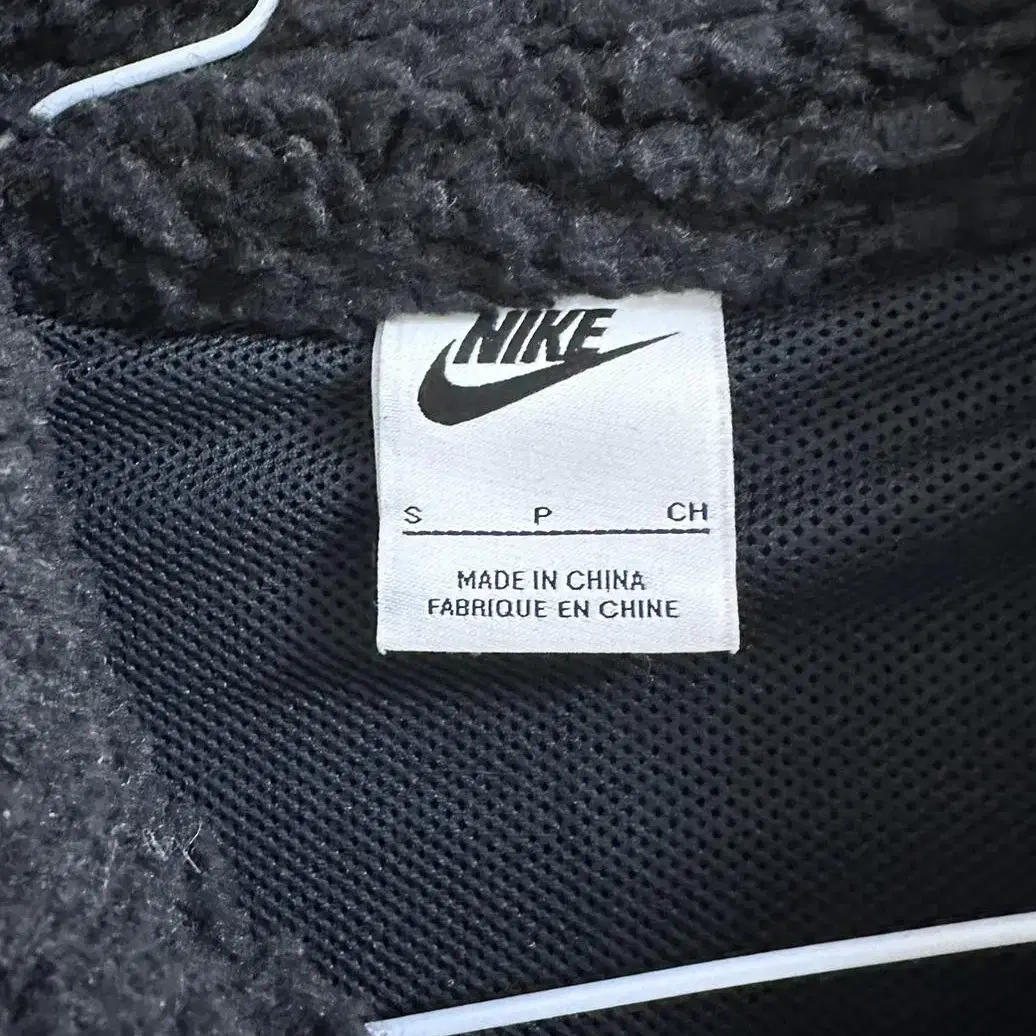 NIKE
S P CH
MADE IN CHINA
FABRIQUE EN CHINE